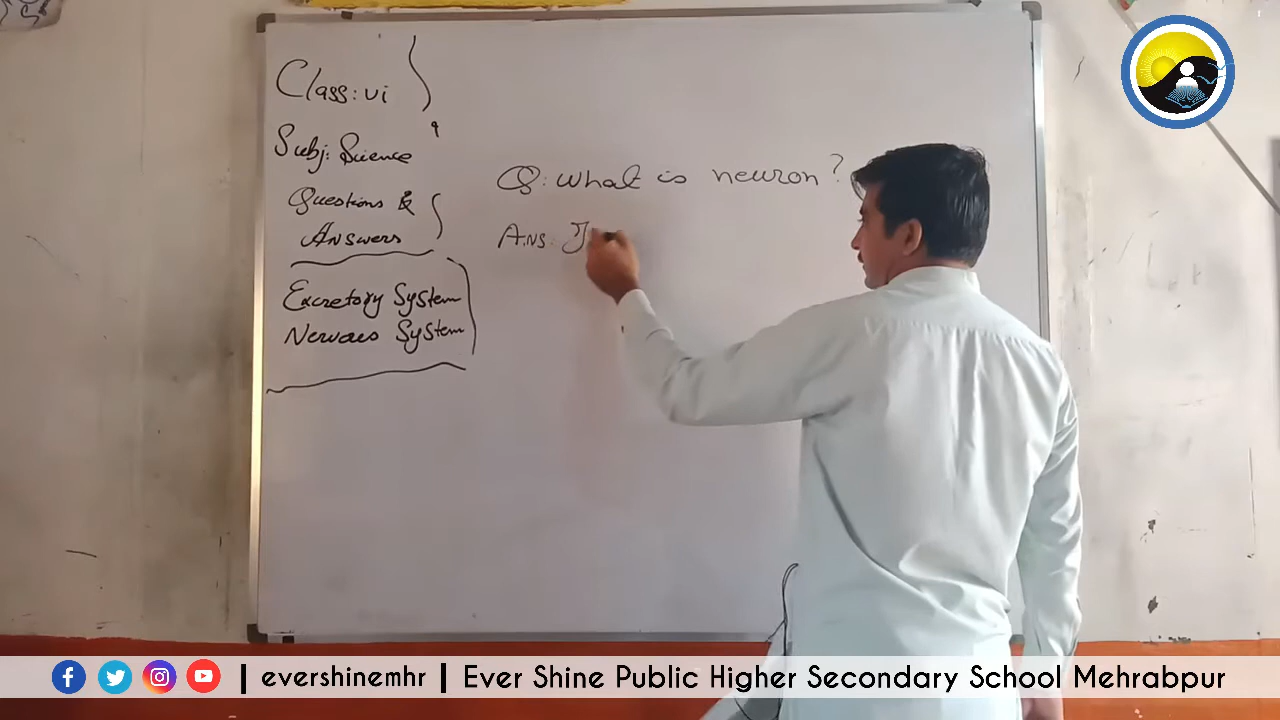 Class: vi
Subj: Science
Questions &
Answers
Excretory System
Nervous System
Q: What is neuron?
Ans:
| evershinemhr | Ever Shine Public Higher Secondary School Mehrabpur